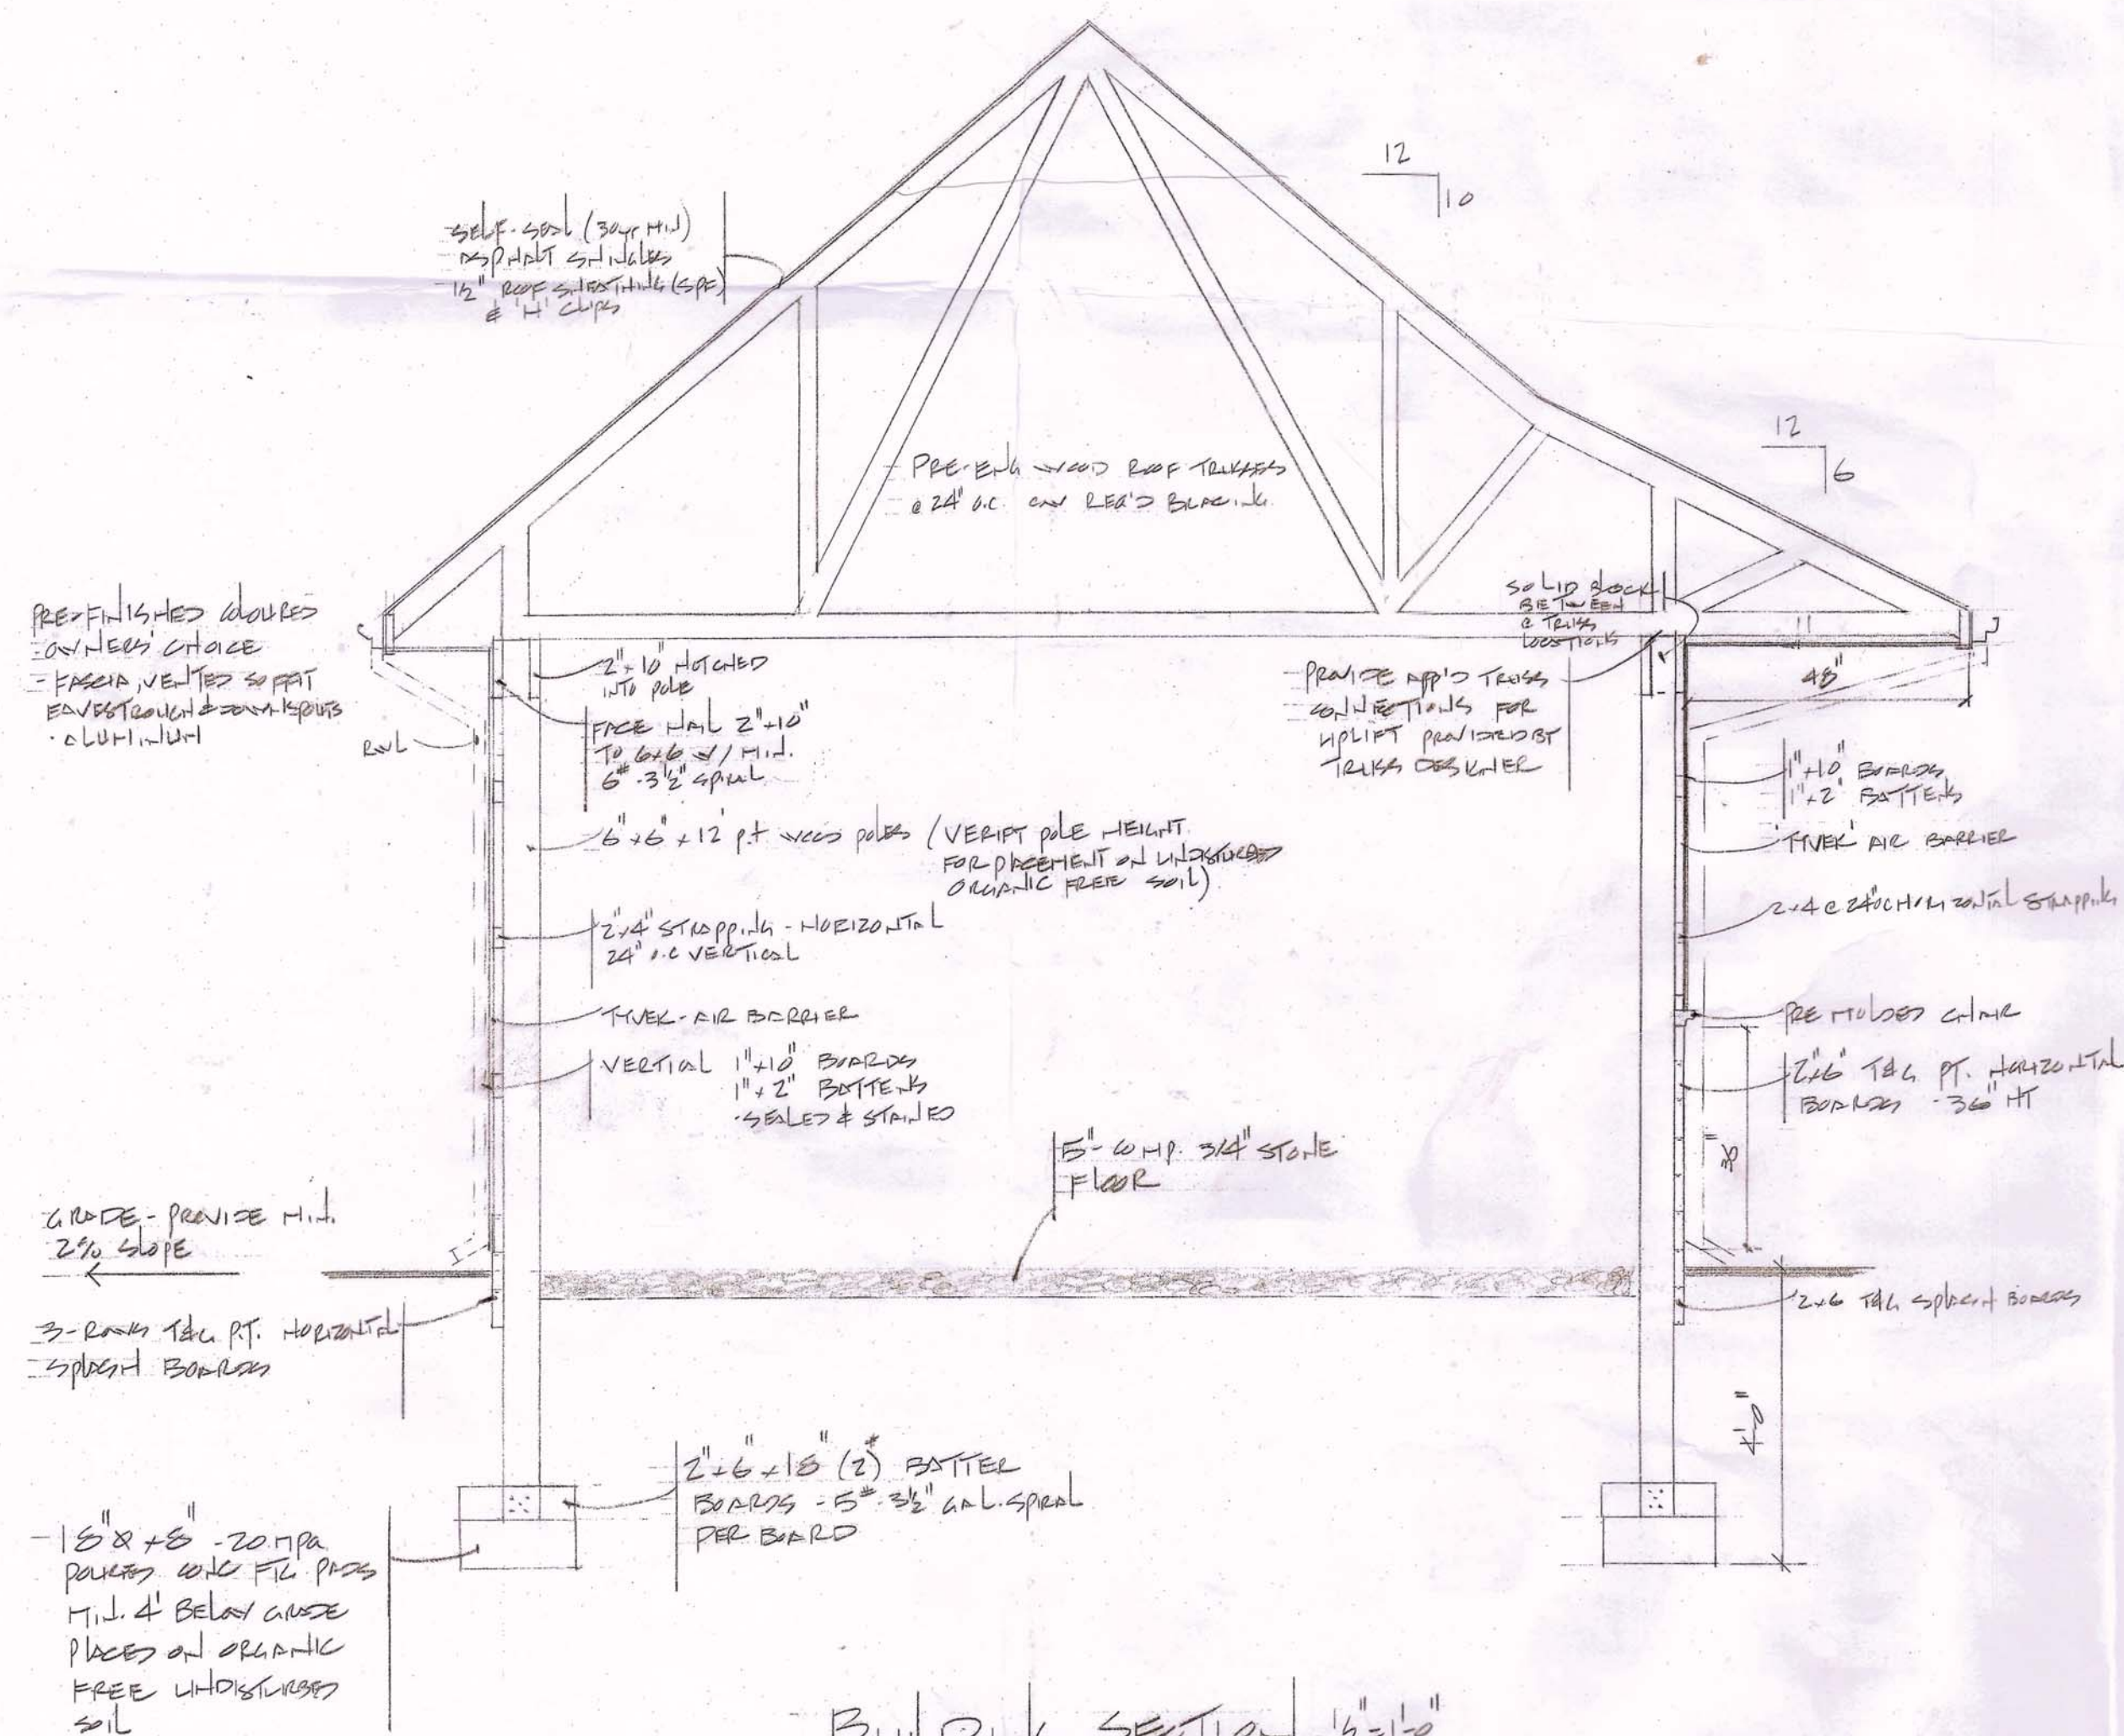 12
10
SELF-SEAL (30yr MIN)
ASPHALT SHINGLES
1/2" ROOF SHEATHING (SPF)
& 'H' CLIPS
12
6
PRE-ENG WOOD ROOF TRUSSES
@ 24" O.C. C/W REQ'D BRACING
SOLID BLOCK
BETWEEN
@ TRUSS
LOCATIONS
PRE-FINISHED COLOURED
OWNERS' CHOICE
- FASCIA, VENTED SOFFIT
EAVESTROUGH & DOWNSPOUTS
- ALUMINUM
RWL
2"x10" NOTCHED
INTO POLE
FACE NAIL 2"x10"
TO 6x6 W/ MIN.
6# - 3 1/2" SPIRAL
PROVIDE APP'D TRUSS
CONNECTIONS FOR
UPLIFT PROVIDED BY
TRUSS DESIGNER
48"
1"x10" BOARDS
1"x2" BATTENS
'TYVEK' AIR BARRIER
6"x6"x12' p.t WOOD POLES (VERIFY POLE HEIGHT
FOR PLACEMENT ON UNDISTURBED
ORGANIC FREE SOIL)
2"x4" STRAPPING - HORIZONTAL
24" O.C VERTICAL
2x4 @ 24"OC HORIZONTAL STRAPPING
TYVEK - AIR BARRIER
VERTICAL 1"x10" BOARDS
1"x2" BATTENS
- SEALED & STAINED
PRE MOLDED CHAIR
2"x6" T&G PT. HORIZONTAL
BOARDS - 36" HT
36"
5" COMP. 3/4" STONE
FLOOR
GRADE - PROVIDE MIN.
2% SLOPE
3-ROWS T&G P.T. HORIZONTAL
SPLASH BOARDS
2x6 T&G SPLASH BOARDS
4'-0"
2"x6"x18" (2)# BATTER
BOARDS - 5# - 3 1/2" GAL. SPIRAL
PER BOARD
- 18"Ø x 8" - 20 MPa
POURED CONC FTG PADS
MIN. 4' BELOW GRADE
PLACED ON ORGANIC
FREE UNDISTURBED
SOIL
BUILDING SECTION